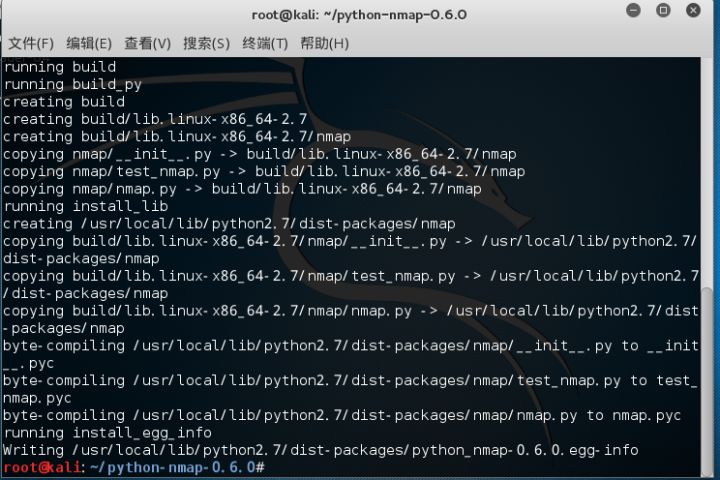 root@kali: ~/python-nmap-0.6.0
文件(F) 编辑(E) 查看(V) 搜索(S) 终端(T) 帮助(H)
running build
running build_py
creating build
creating build/lib.linux-x86_64-2.7
creating build/lib.linux-x86_64-2.7/nmap
copying nmap/__init__.py -> build/lib.linux-x86_64-2.7/nmap
copying nmap/test_nmap.py -> build/lib.linux-x86_64-2.7/nmap
copying nmap/nmap.py -> build/lib.linux-x86_64-2.7/nmap
running install_lib
creating /usr/local/lib/python2.7/dist-packages/nmap
copying build/lib.linux-x86_64-2.7/nmap/__init__.py -> /usr/local/lib/python2.7/
dist-packages/nmap
copying build/lib.linux-x86_64-2.7/nmap/test_nmap.py -> /usr/local/lib/python2.7
/dist-packages/nmap
copying build/lib.linux-x86_64-2.7/nmap/nmap.py -> /usr/local/lib/python2.7/dist
-packages/nmap
byte-compiling /usr/local/lib/python2.7/dist-packages/nmap/__init__.py to __init
__.pyc
byte-compiling /usr/local/lib/python2.7/dist-packages/nmap/test_nmap.py to test_
nmap.pyc
byte-compiling /usr/local/lib/python2.7/dist-packages/nmap/nmap.py to nmap.pyc
running install_egg_info
Writing /usr/local/lib/python2.7/dist-packages/python_nmap-0.6.0.egg-info
root@kali:~/python-nmap-0.6.0#